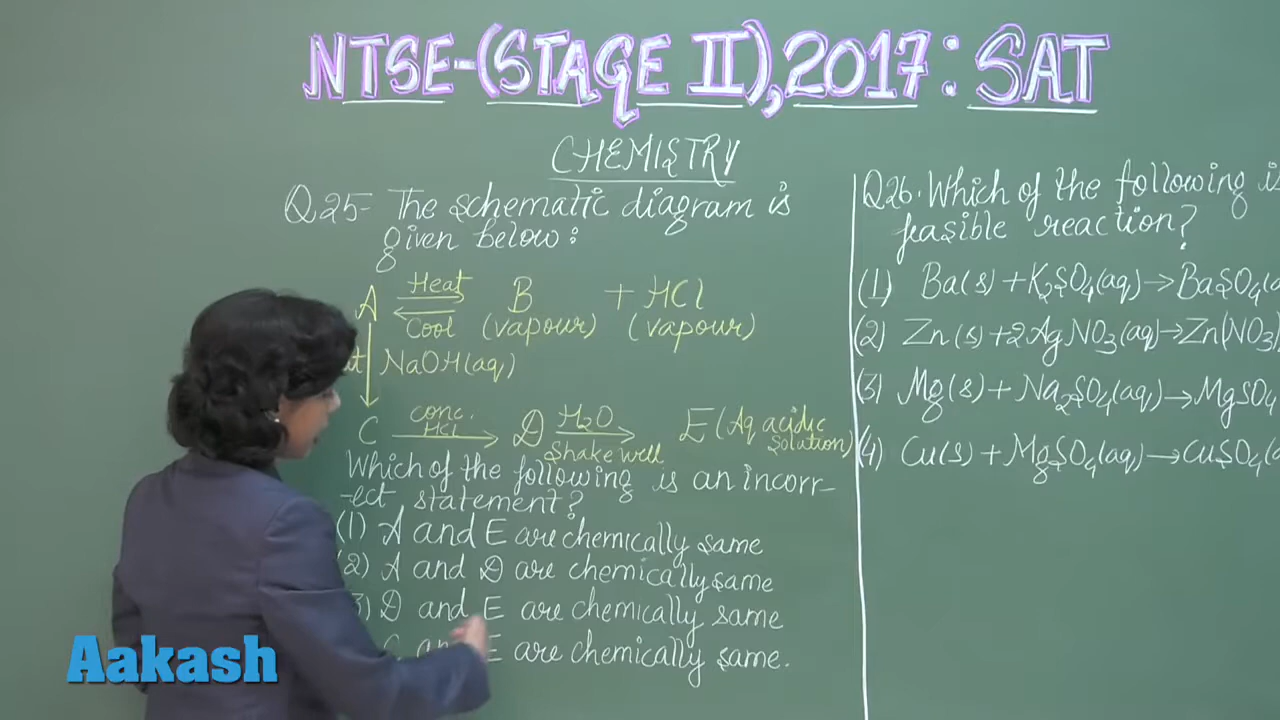 NTSE-(STAGE II), 2017: SAT
CHEMISTRY
Q.25- The schematic diagram is
given below:
A Heat Cool B (vapour) + HCl (vapour)
NaOH(aq)
C conc. HCl D H₂O Shake well E (Aq acidic solution)
Which of the following is an incorr-
-ect statement?
(1) A and E are chemically same
(2) A and D are chemically same
3) D and E are chemically same
E are chemically same.
Q26. Which of the following is
feasible reaction?
(1) Ba(s) + K₂SO₄(aq) → BaSO₄(a
(2) Zn(s) + 2AgNO₃(aq) → Zn(NO₃)
(3) Mg(s) + Na₂SO₄(aq) → MgSO₄
(4) Cu(s) + MgSO₄(aq) → CuSO₄(a
Aakash